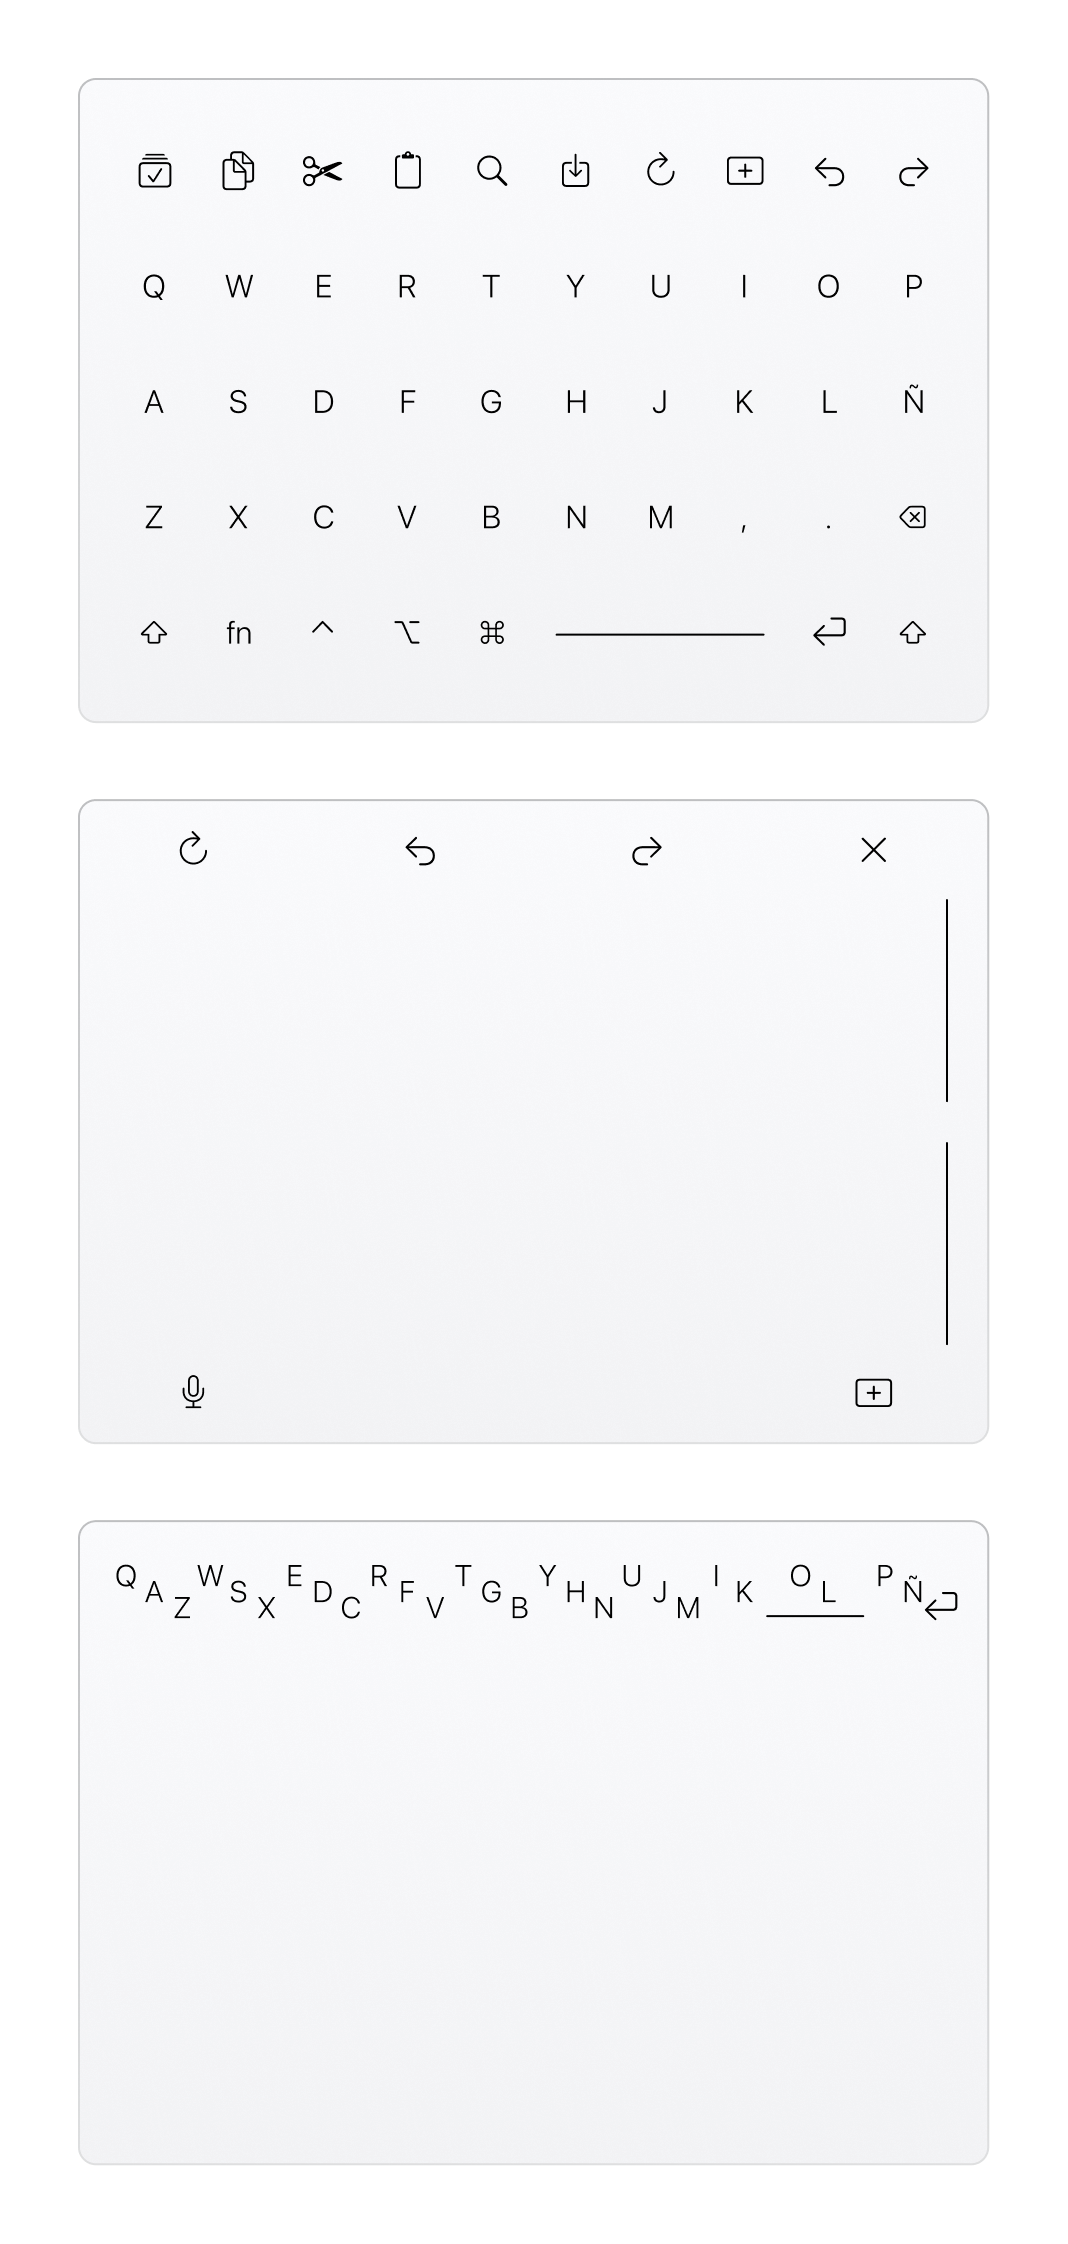 Q W E R T Y U I O P
A S D F G H J K L Ñ
Z X C V B N M , .
fn ^ ⌥ ⌘
Q A Z W S X E D C R F V T G B Y H N U J M I K O L P Ñ